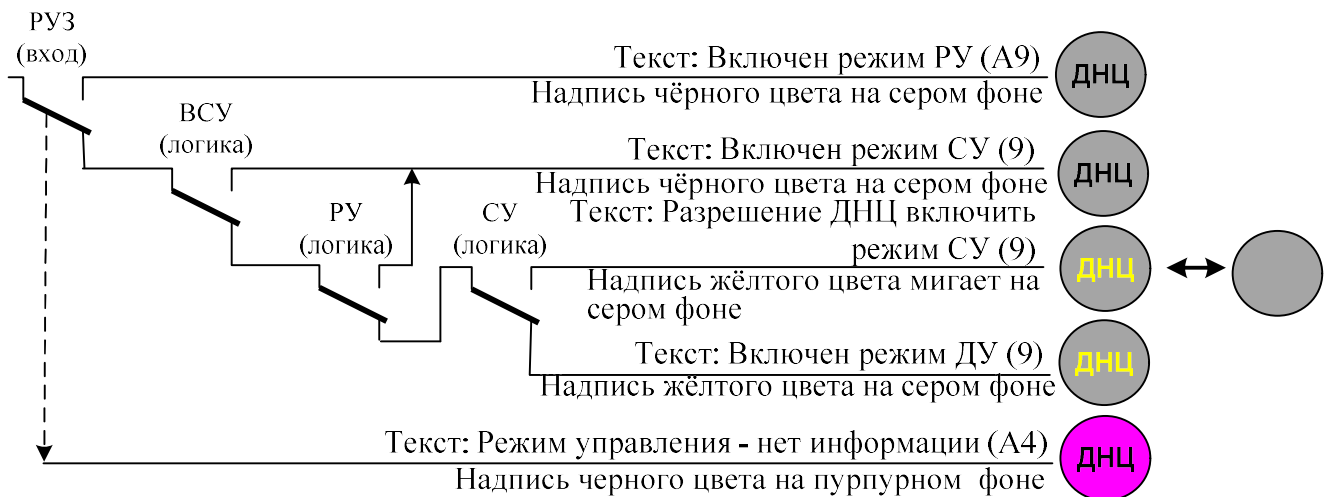 РУЗ
(вход)
Текст: Включен режим РУ (А9)
ДНЦ
Надпись чёрного цвета на сером фоне
ВСУ
(логика)
Текст: Включен режим СУ (9)
ДНЦ
Надпись чёрного цвета на сером фоне
РУ
(логика)
СУ
(логика)
Текст: Разрешение ДНЦ включить
режим СУ (9)
ДНЦ
Надпись жёлтого цвета мигает на
сером фоне
Текст: Включен режим ДУ (9)
ДНЦ
Надпись жёлтого цвета на сером фоне
Текст: Режим управления - нет информации (А4)
ДНЦ
Надпись черного цвета на пурпурном фоне